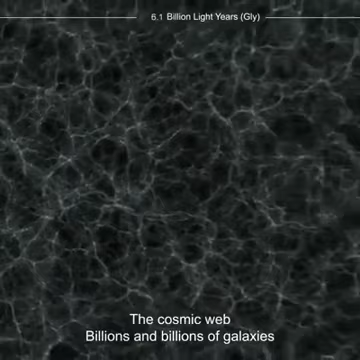 6.1 Billion Light Years (Gly)
The cosmic web
Billions and billions of galaxies